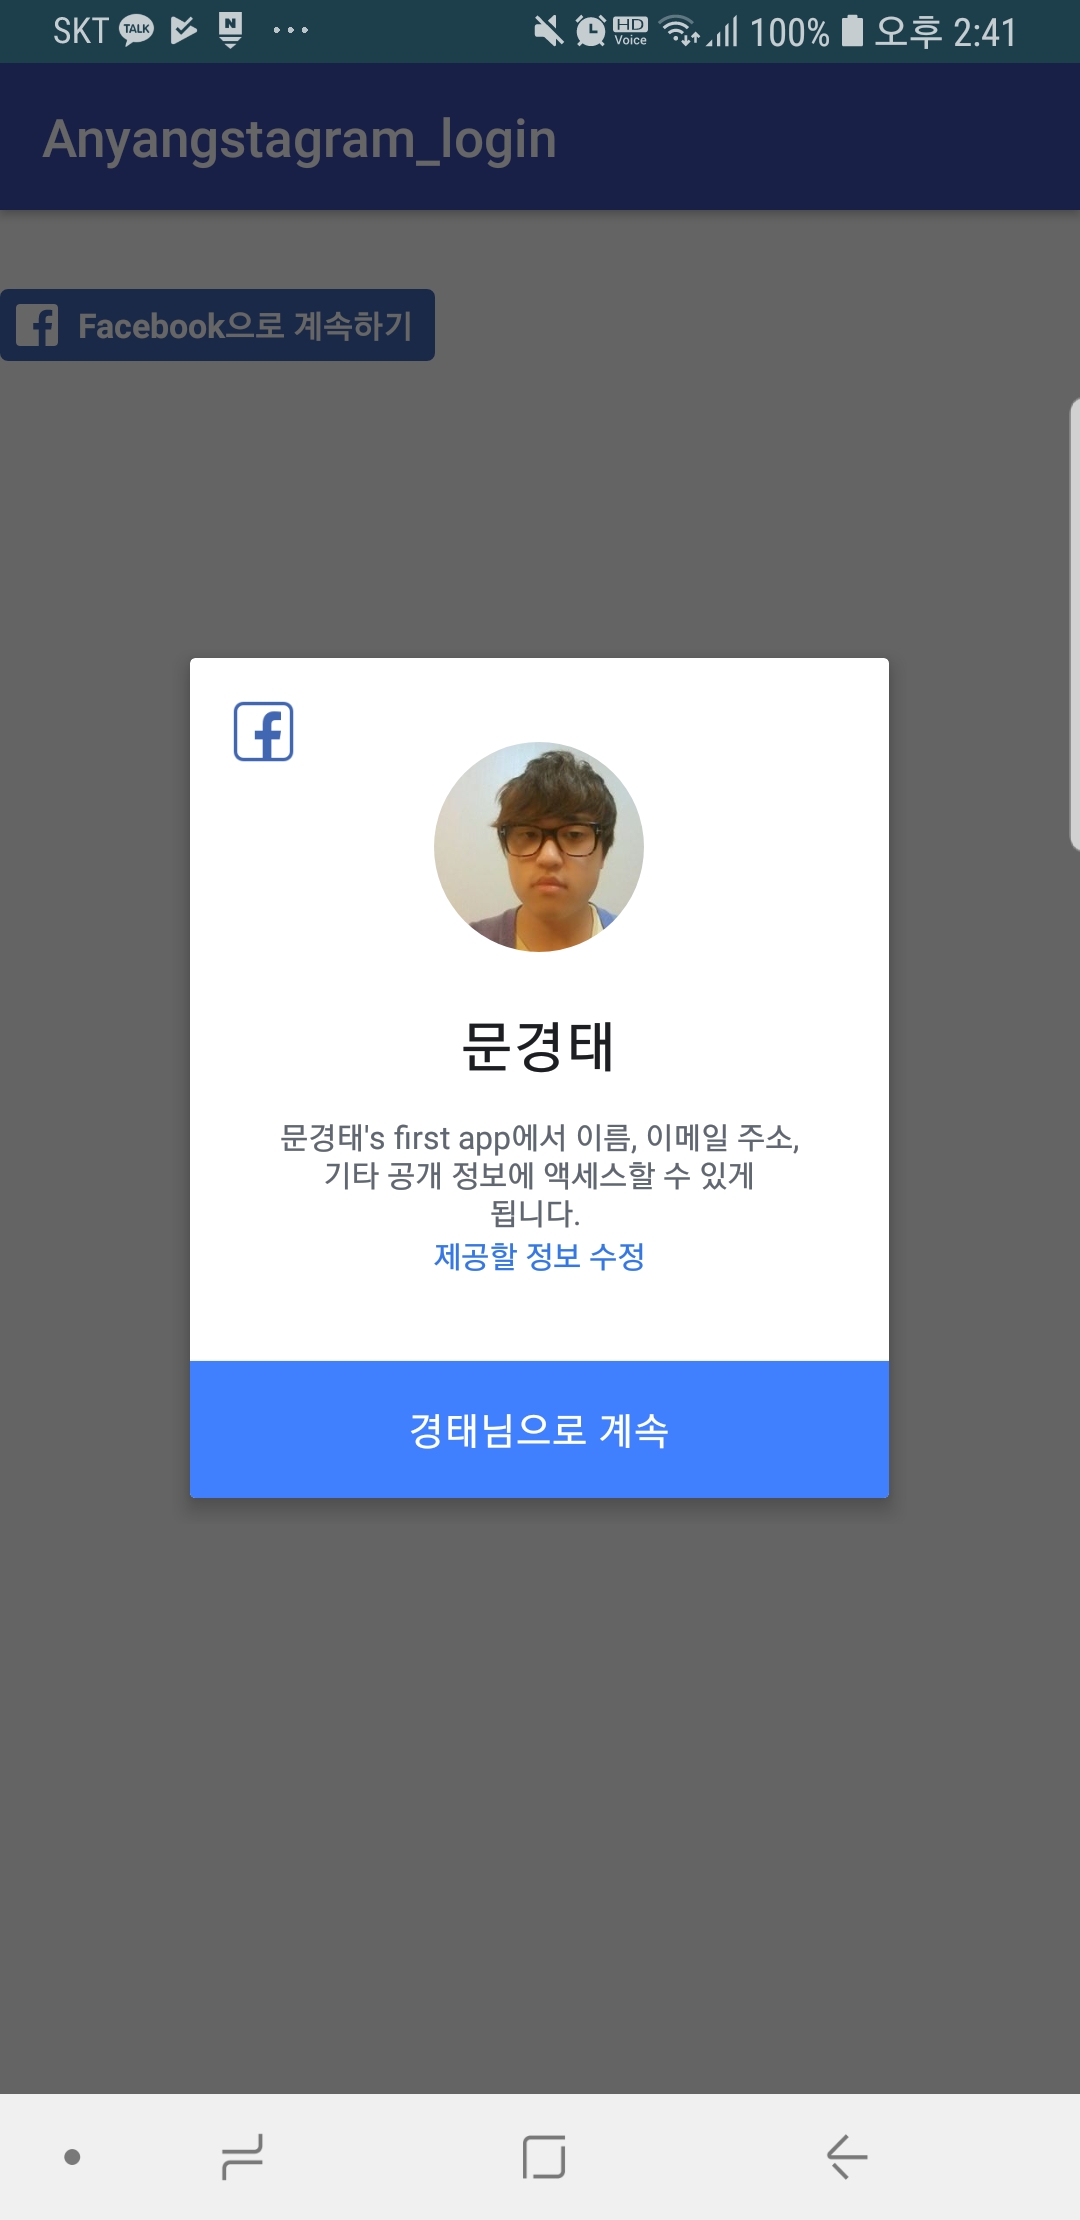 SKT TALK N ... HD Voice 100% 오후 2:41
Anyangstagram_login
Facebook으로 계속하기
문경태
문경태's first app에서 이름, 이메일 주소,
기타 공개 정보에 액세스할 수 있게
됩니다.
제공할 정보 수정
경태님으로 계속